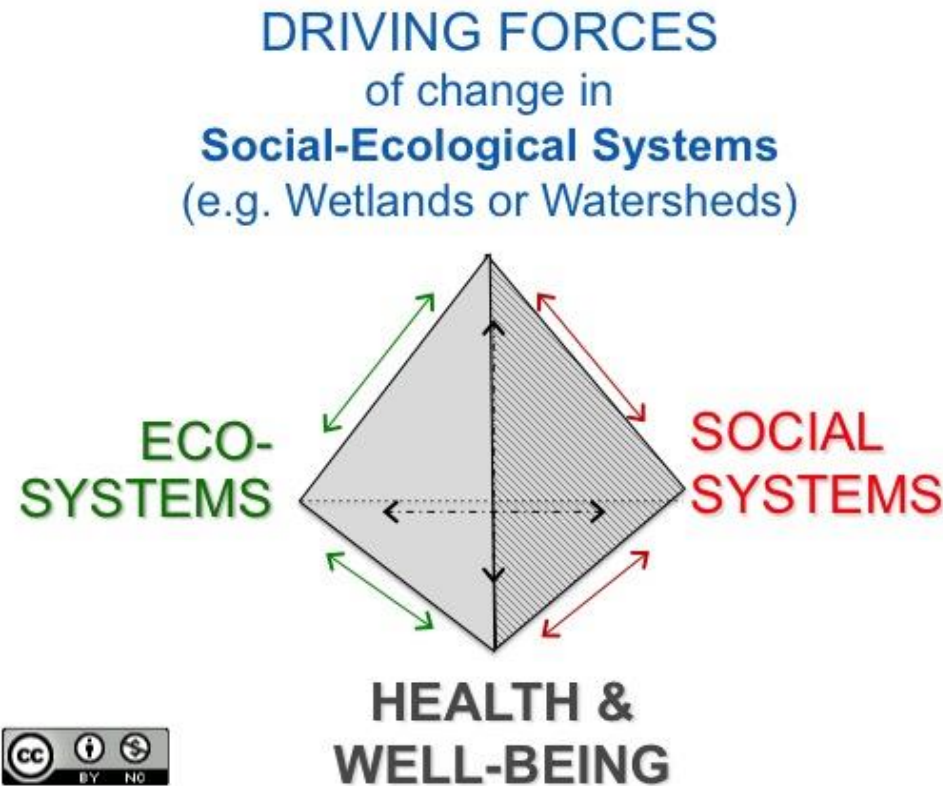 DRIVING FORCES
of change in
Social-Ecological Systems
(e.g. Wetlands or Watersheds)
ECO-
SYSTEMS
SOCIAL
SYSTEMS
HEALTH &
WELL-BEING
cc
BY NC